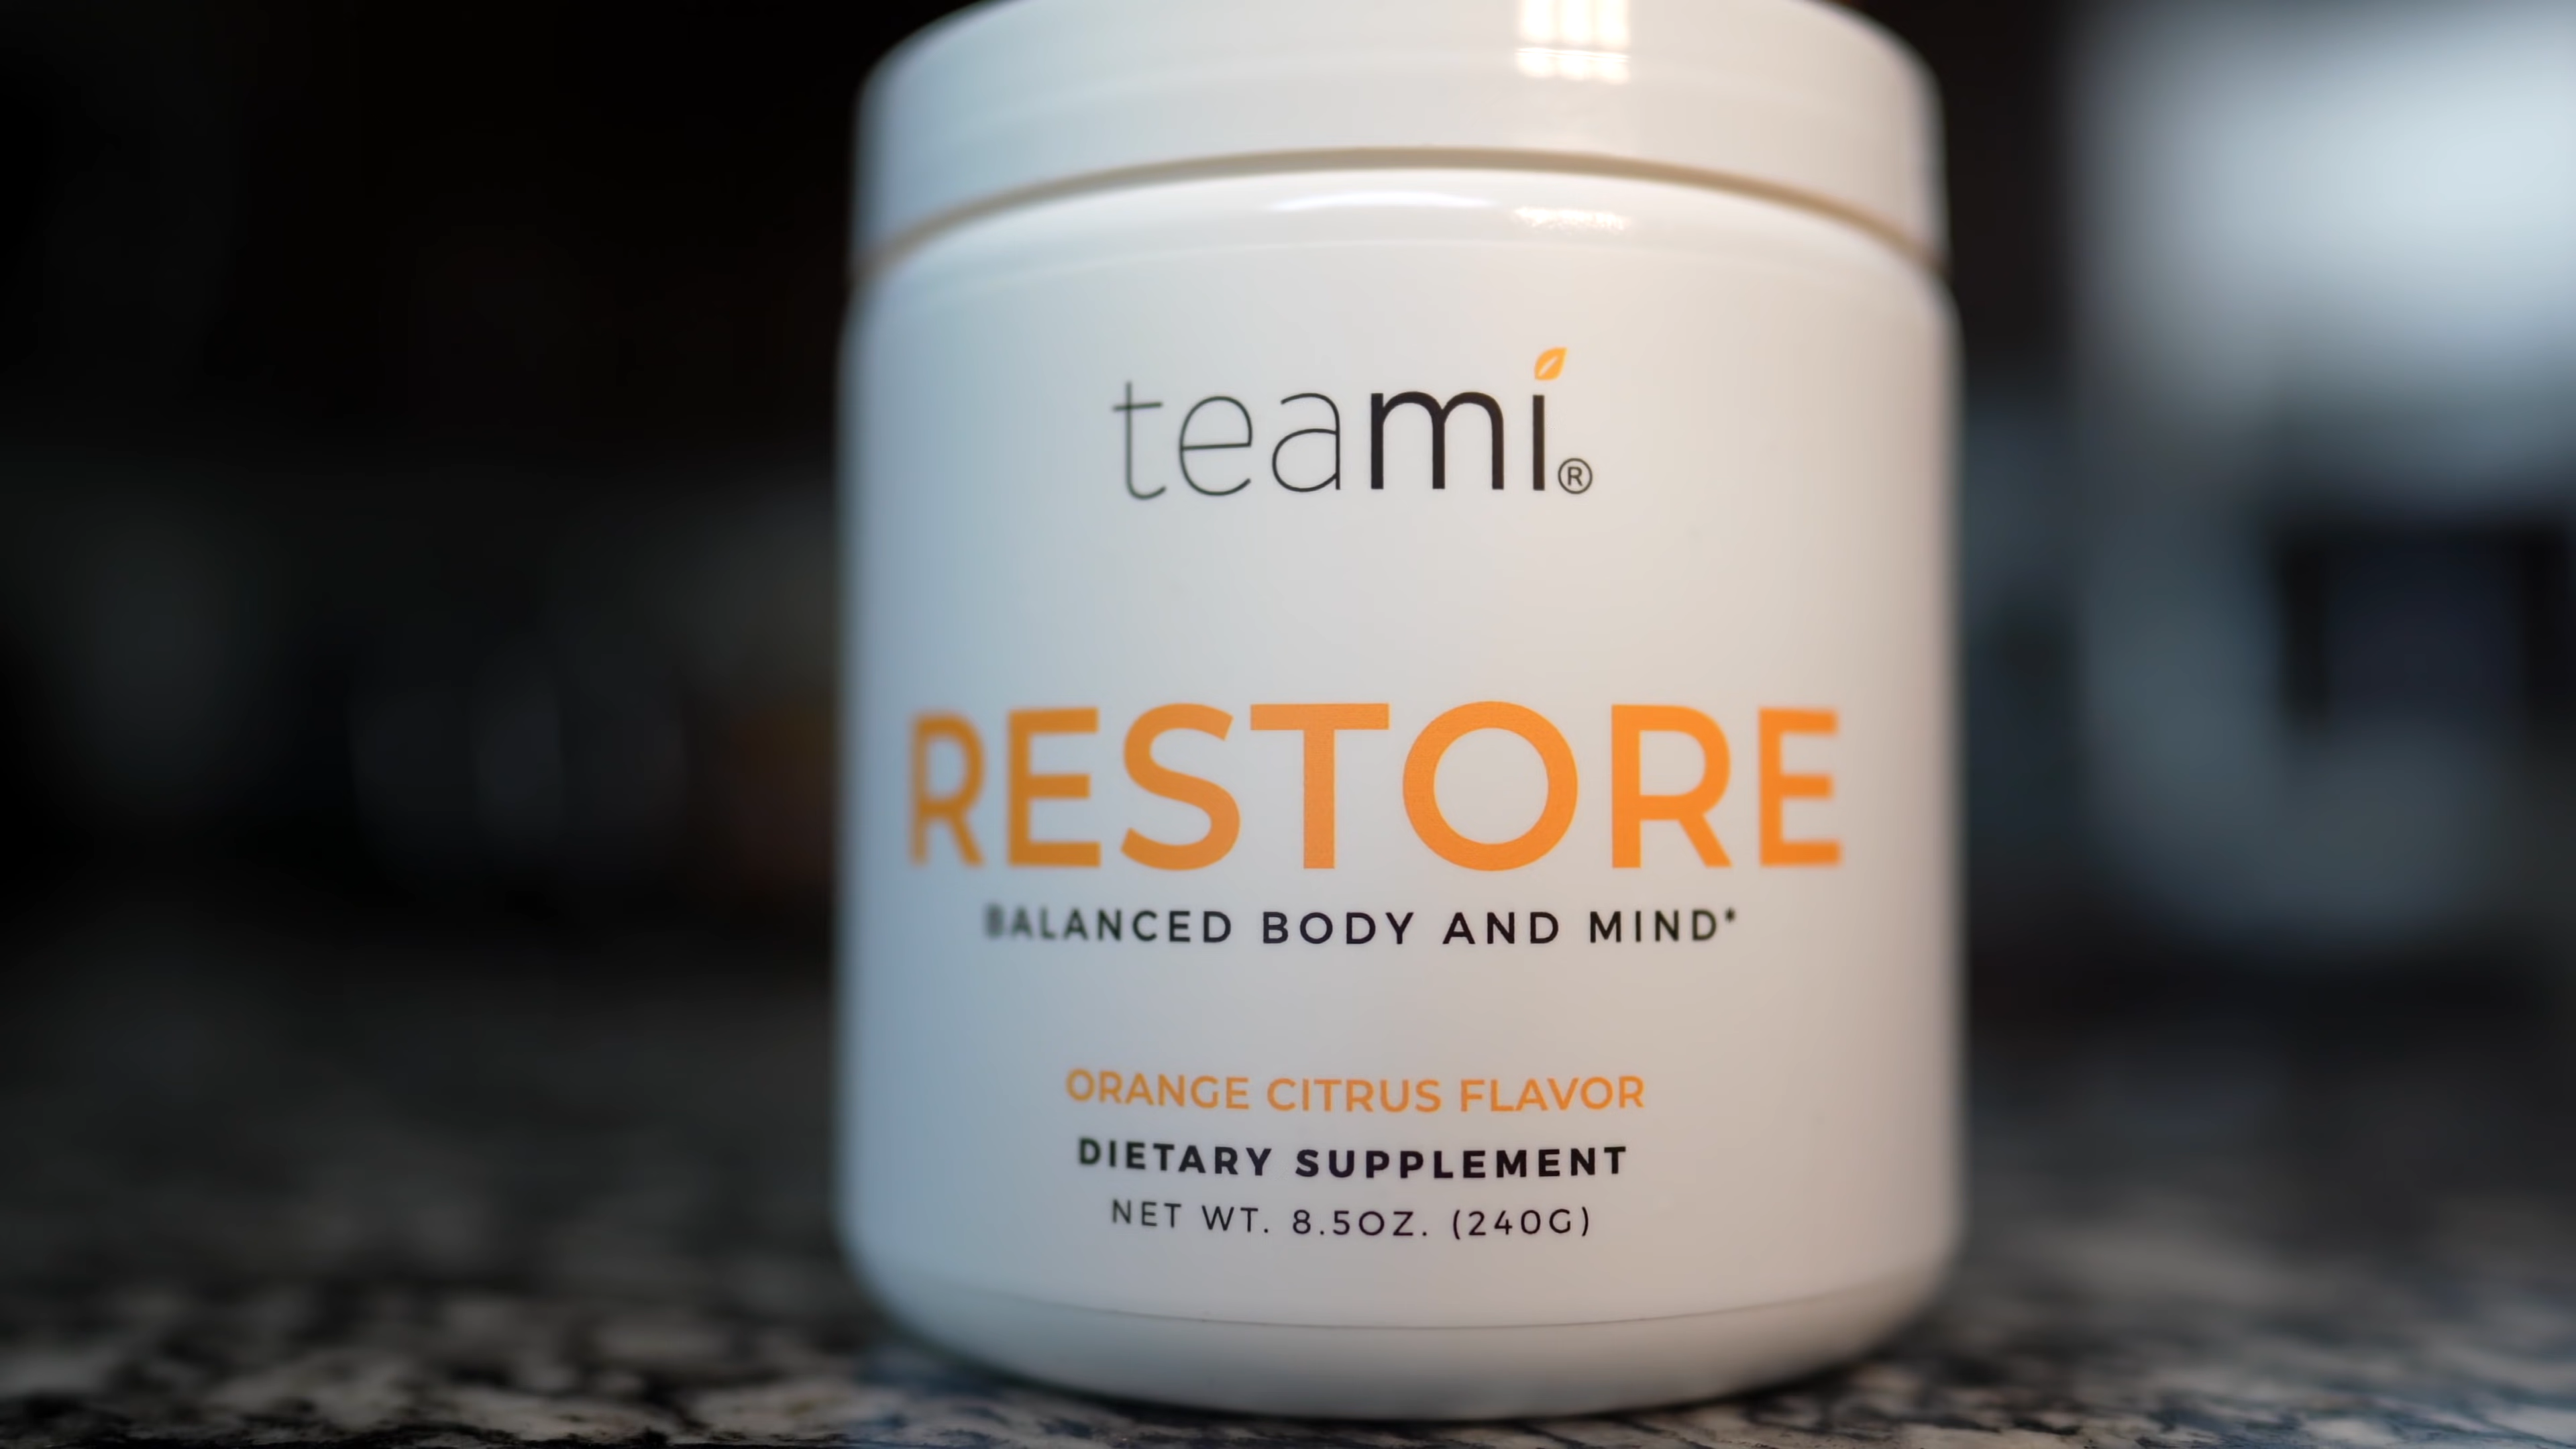 teami®
RESTORE
BALANCED BODY AND MIND*
ORANGE CITRUS FLAVOR
DIETARY SUPPLEMENT
NET WT. 8.5OZ. (240G)